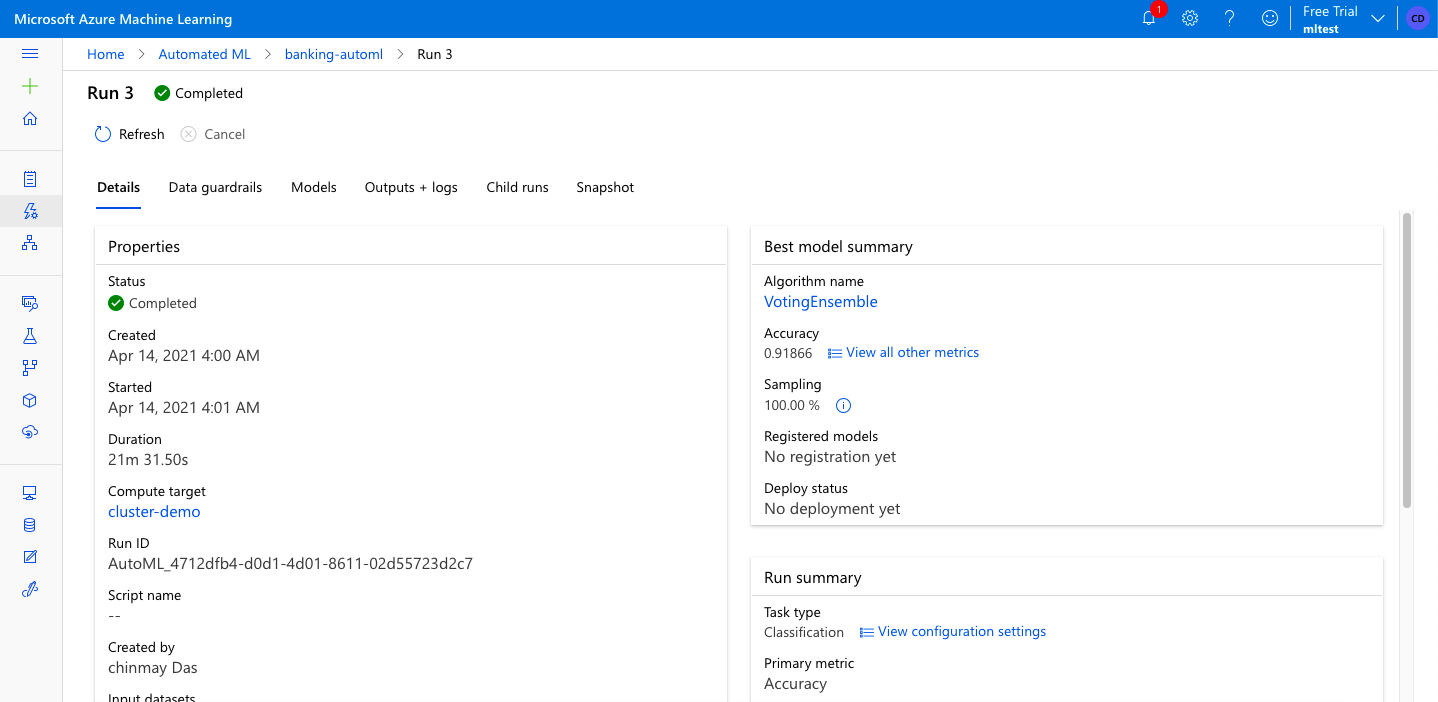 Microsoft Azure Machine Learning
1
Free Trial
mltest
CD
Home > Automated ML > banking-automl > Run 3
Run 3 Completed
Refresh Cancel
Details Data guardrails Models Outputs + logs Child runs Snapshot
Properties
Status
Completed
Created
Apr 14, 2021 4:00 AM
Started
Apr 14, 2021 4:01 AM
Duration
21m 31.50s
Compute target
cluster-demo
Run ID
AutoML_4712dfb4-d0d1-4d01-8611-02d55723d2c7
Script name
--
Created by
chinmay Das
Input datasets
Best model summary
Algorithm name
VotingEnsemble
Accuracy
0.91866 View all other metrics
Sampling
100.00 %
Registered models
No registration yet
Deploy status
No deployment yet
Run summary
Task type
Classification View configuration settings
Primary metric
Accuracy